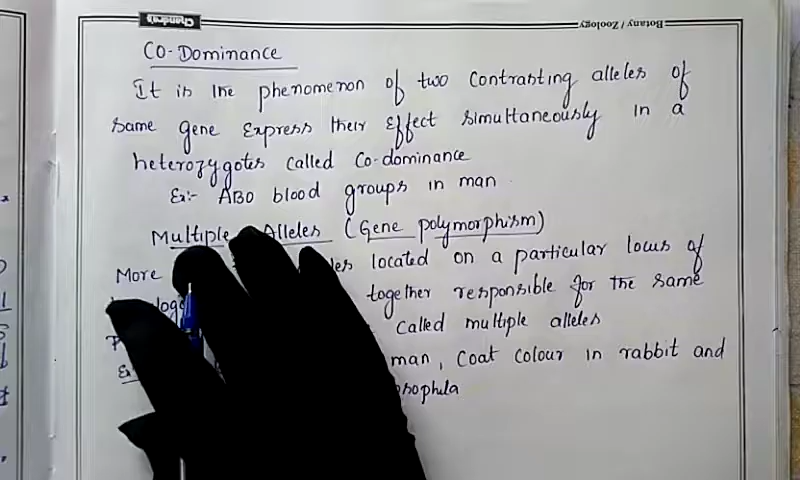 Chandra
Botany / Zoology
Co-Dominance
It is the phenomenon of two contrasting alleles of
same gene express their effect simultaneously in a
heterozygotes called Co-dominance
Ex:- ABO blood groups in man
Multiple Alleles (Gene polymorphism)
More located on a particular locus of
together responsible for the same
called multiple alleles
man, Coat colour in rabbit and